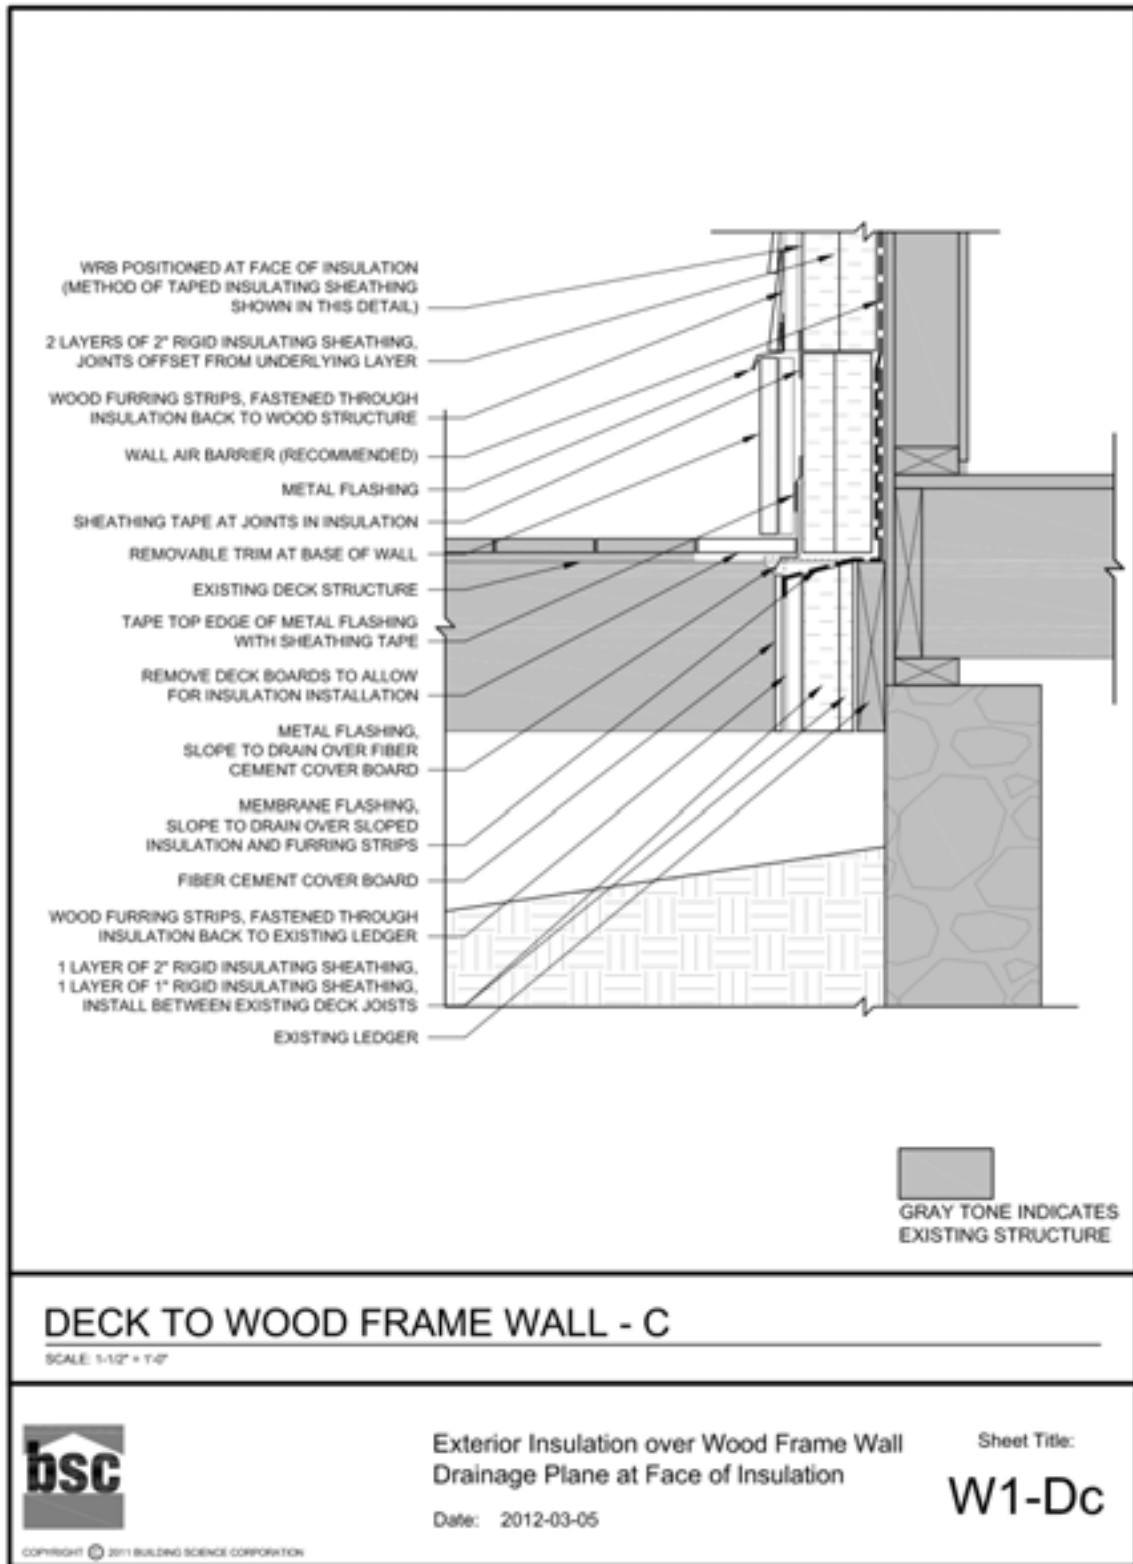 WRB POSITIONED AT FACE OF INSULATION
(METHOD OF TAPED INSULATING SHEATHING
SHOWN IN THIS DETAIL)
2 LAYERS OF 2" RIGID INSULATING SHEATHING,
JOINTS OFFSET FROM UNDERLYING LAYER
WOOD FURRING STRIPS, FASTENED THROUGH
INSULATION BACK TO WOOD STRUCTURE
WALL AIR BARRIER (RECOMMENDED)
METAL FLASHING
SHEATHING TAPE AT JOINTS IN INSULATION
REMOVABLE TRIM AT BASE OF WALL
EXISTING DECK STRUCTURE
TAPE TOP EDGE OF METAL FLASHING
WITH SHEATHING TAPE
REMOVE DECK BOARDS TO ALLOW
FOR INSULATION INSTALLATION
METAL FLASHING,
SLOPE TO DRAIN OVER FIBER
CEMENT COVER BOARD
MEMBRANE FLASHING,
SLOPE TO DRAIN OVER SLOPED
INSULATION AND FURRING STRIPS
FIBER CEMENT COVER BOARD
WOOD FURRING STRIPS, FASTENED THROUGH
INSULATION BACK TO EXISTING LEDGER
1 LAYER OF 2" RIGID INSULATING SHEATHING,
1 LAYER OF 1" RIGID INSULATING SHEATHING,
INSTALL BETWEEN EXISTING DECK JOISTS
EXISTING LEDGER
GRAY TONE INDICATES
EXISTING STRUCTURE
DECK TO WOOD FRAME WALL - C
SCALE: 1-1/2" = 1'-0"
bsc
Exterior Insulation over Wood Frame Wall
Drainage Plane at Face of Insulation
Date: 2012-03-05
Sheet Title:
W1-Dc
COPYRIGHT © 2011 BUILDING SCIENCE CORPORATION